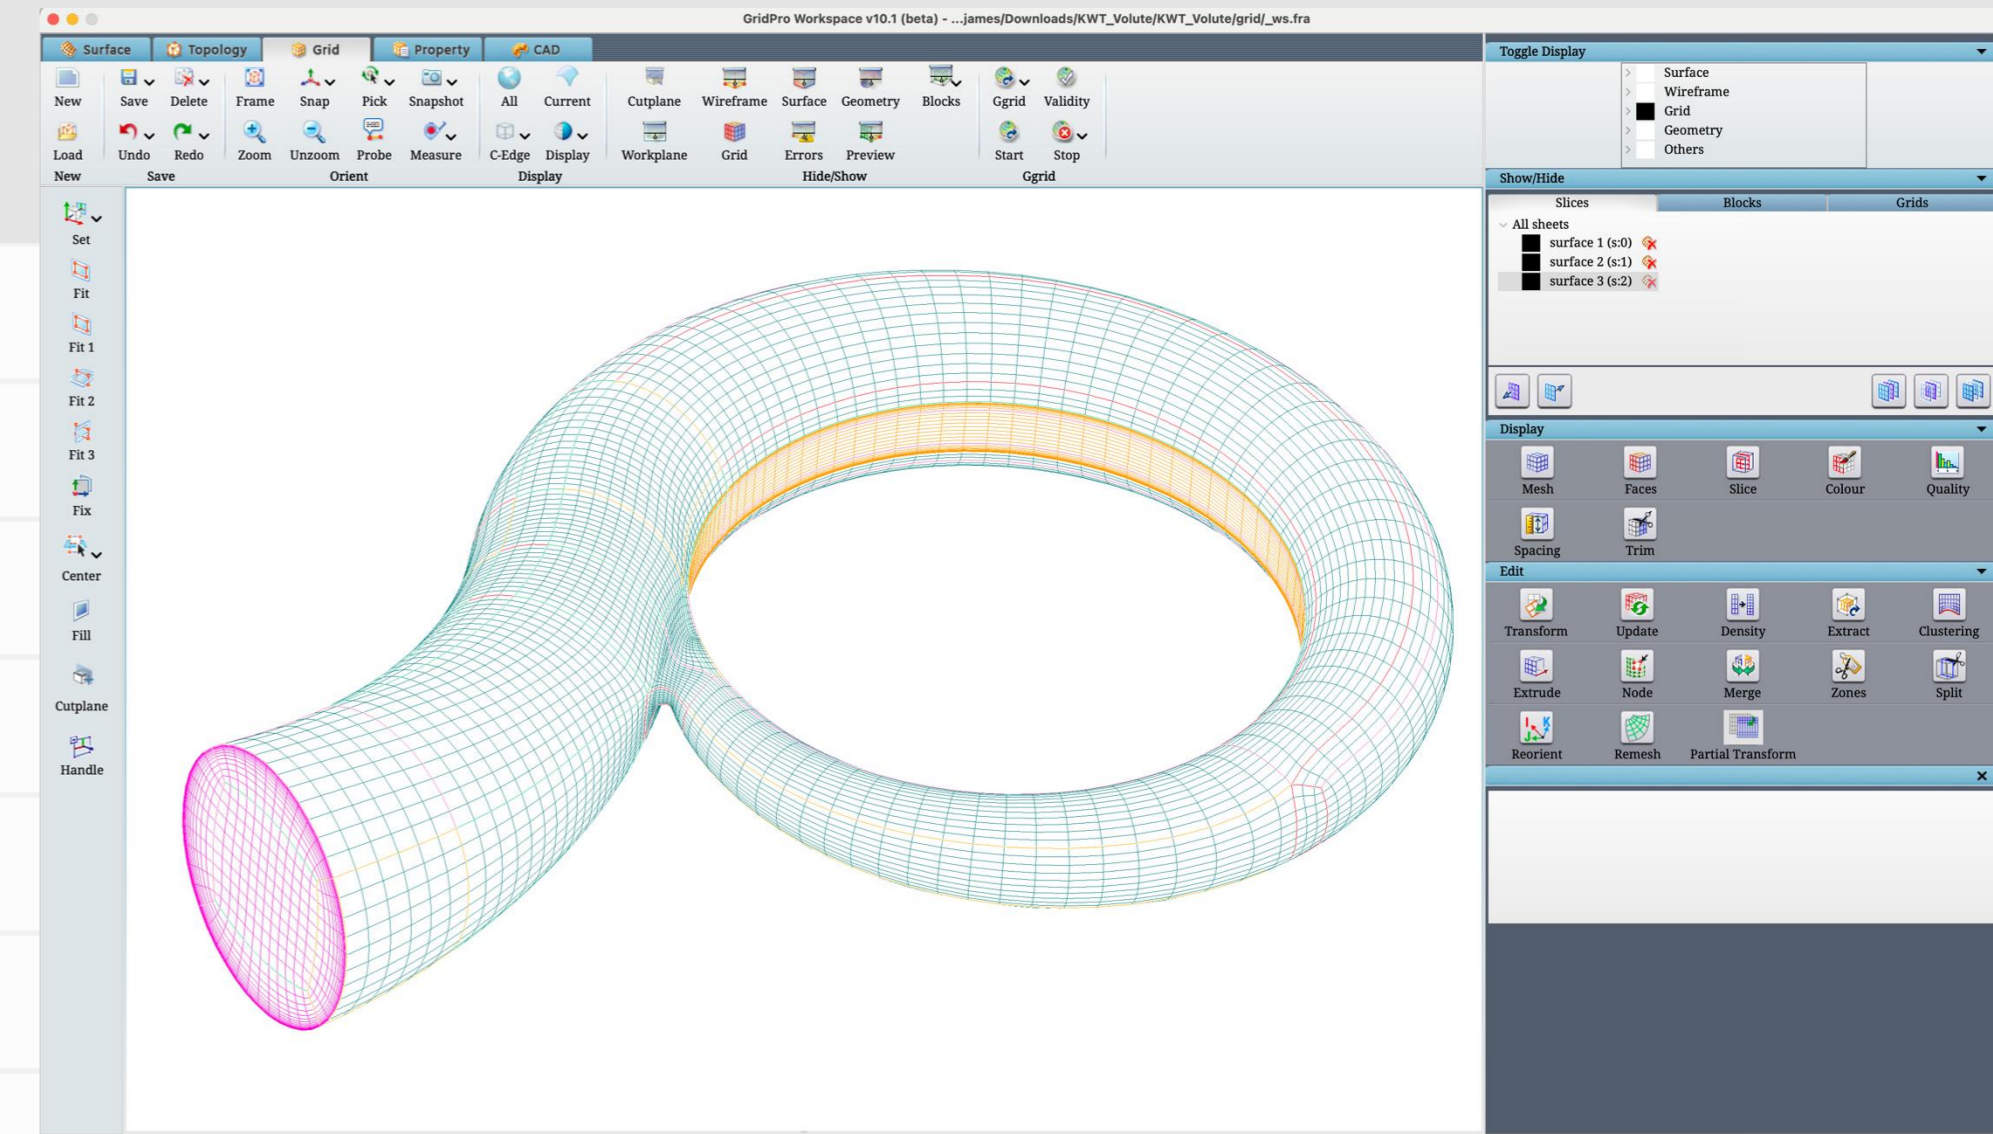 GridPro Workspace v10.1 (beta) - ...james/Downloads/KWT_Volute/KWT_Volute/grid/_ws.fra
Surface Topology Grid Property CAD
New Save Delete Frame Snap Pick Snapshot All Current Cutplane Wireframe Surface Geometry Blocks Ggrid Validity
Load Undo Redo Zoom Unzoom Probe Measure C-Edge Display Workplane Grid Errors Preview Start Stop
New Save Orient Display Hide/Show Ggrid
Set
Fit
Fit 1
Fit 2
Fit 3
Fix
Center
Fill
Cutplane
Handle
Toggle Display
Surface
Wireframe
Grid
Geometry
Others
Show/Hide
Slices Blocks Grids
All sheets
surface 1 (s:0)
surface 2 (s:1)
surface 3 (s:2)
Display
Mesh Faces Slice Colour Quality
Spacing Trim
Edit
Transform Update Density Extract Clustering
Extrude Node Merge Zones Split
Reorient Remesh Partial Transform